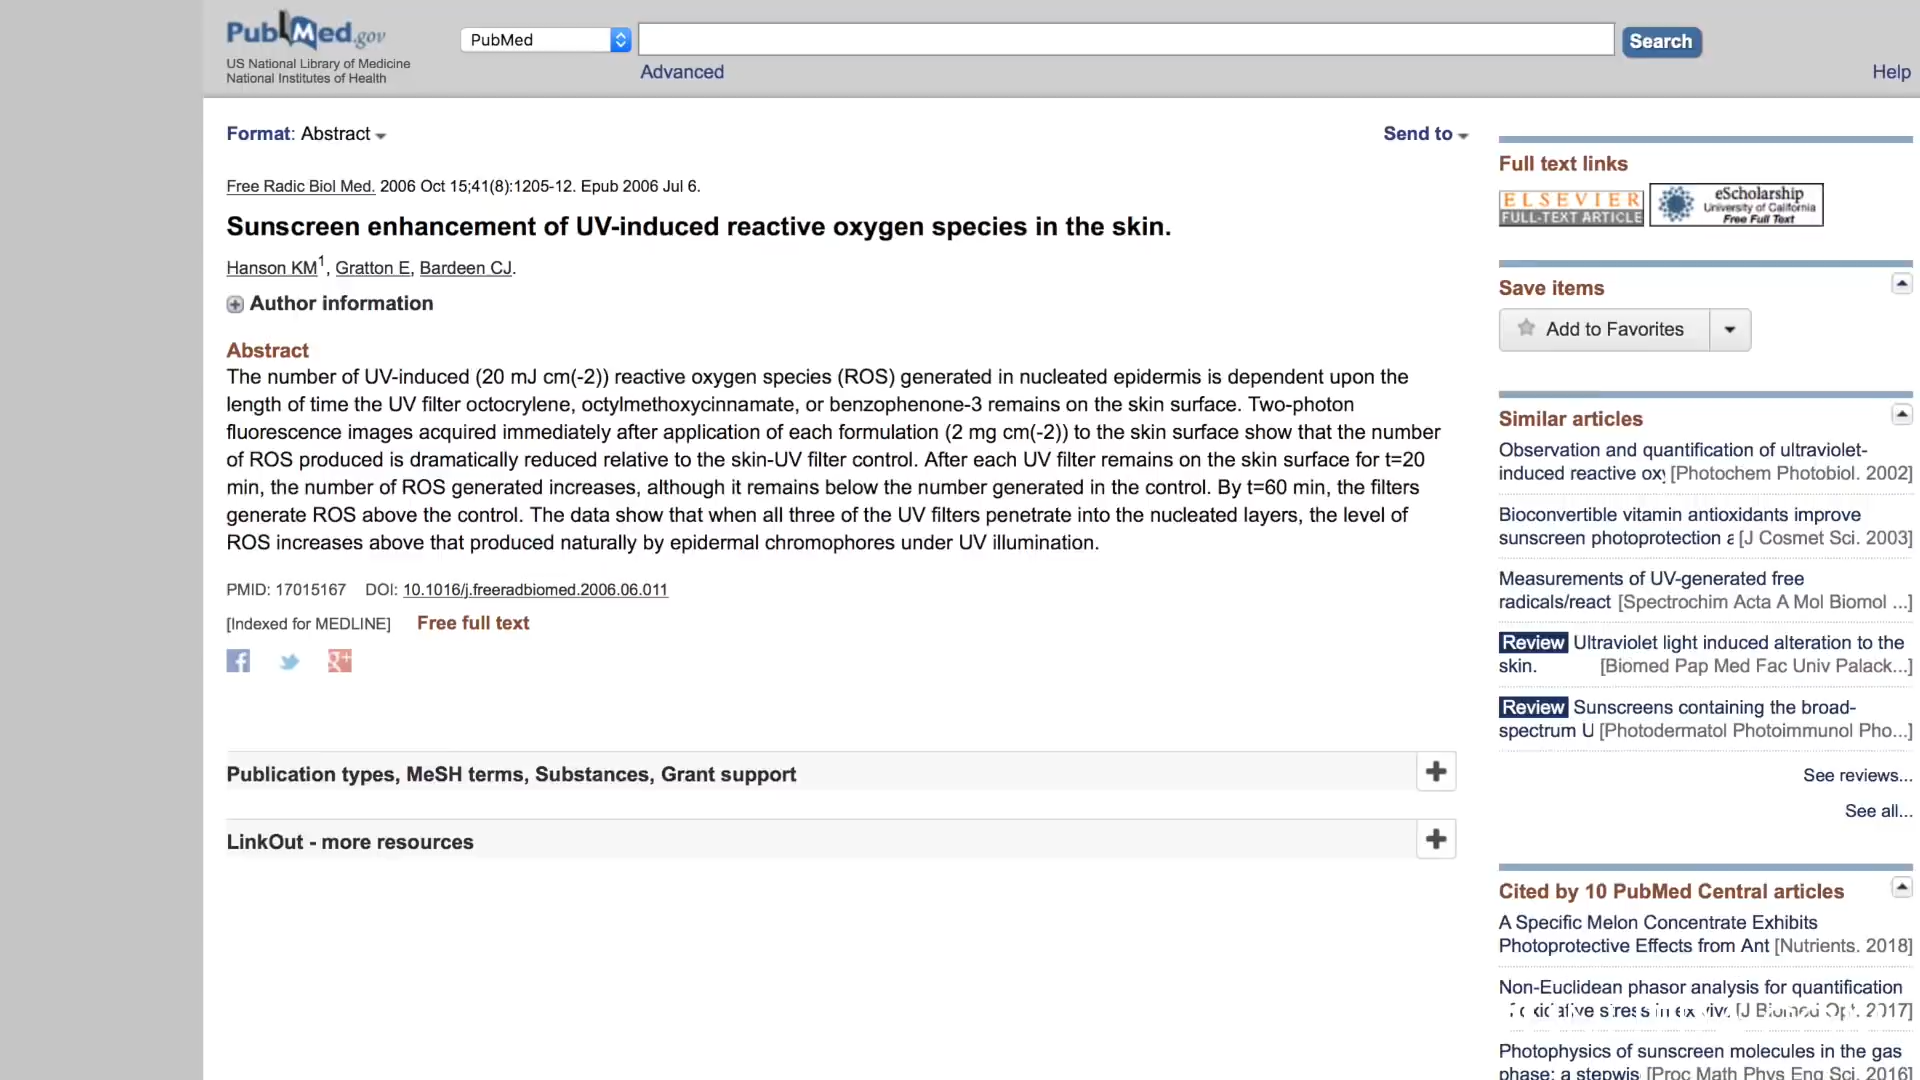 PubMed.gov
US National Library of Medicine
National Institutes of Health
PubMed
Search
Advanced
Help
Format: Abstract
Send to
Free Radic Biol Med. 2006 Oct 15;41(8):1205-12. Epub 2006 Jul 6.
Sunscreen enhancement of UV-induced reactive oxygen species in the skin.
Hanson KM1, Gratton E, Bardeen CJ.
Author information
Abstract
The number of UV-induced (20 mJ cm(-2)) reactive oxygen species (ROS) generated in nucleated epidermis is dependent upon the
length of time the UV filter octocrylene, octylmethoxycinnamate, or benzophenone-3 remains on the skin surface. Two-photon
fluorescence images acquired immediately after application of each formulation (2 mg cm(-2)) to the skin surface show that the number
of ROS produced is dramatically reduced relative to the skin-UV filter control. After each UV filter remains on the skin surface for t=20
min, the number of ROS generated increases, although it remains below the number generated in the control. By t=60 min, the filters
generate ROS above the control. The data show that when all three of the UV filters penetrate into the nucleated layers, the level of
ROS increases above that produced naturally by epidermal chromophores under UV illumination.
PMID: 17015167 DOI: 10.1016/j.freeradbiomed.2006.06.011
[Indexed for MEDLINE] Free full text
Publication types, MeSH terms, Substances, Grant support
LinkOut - more resources
Full text links
ELSEVIER
FULL-TEXT ARTICLE
eScholarship
University of California
Free Full Text
Save items
Add to Favorites
Similar articles
Observation and quantification of ultraviolet-
induced reactive oxy [Photochem Photobiol. 2002]
Bioconvertible vitamin antioxidants improve
sunscreen photoprotection a [J Cosmet Sci. 2003]
Measurements of UV-generated free
radicals/react [Spectrochim Acta A Mol Biomol ...]
Review Ultraviolet light induced alteration to the
skin. [Biomed Pap Med Fac Univ Palack...]
Review Sunscreens containing the broad-
spectrum U [Photodermatol Photoimmunol Pho...]
See reviews...
See all...
Cited by 10 PubMed Central articles
A Specific Melon Concentrate Exhibits
Photoprotective Effects from Ant [Nutrients. 2018]
Non-Euclidean phasor analysis for quantification
oxidative stress in ex vivo [J Biomed Opt. 2017]
Photophysics of sunscreen molecules in the gas
phase: a stepwis [Proc Math Phys Eng Sci. 2016]